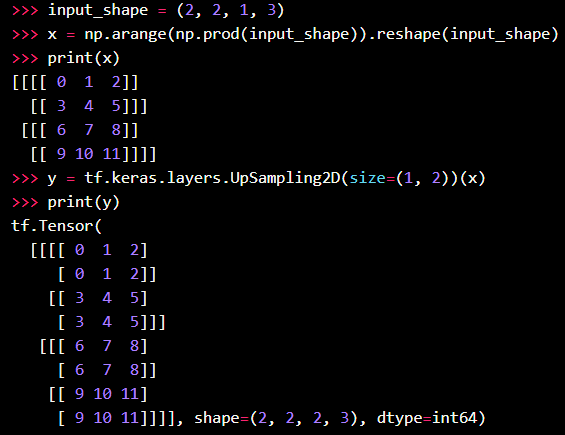 >>> input_shape = (2, 2, 1, 3)
>>> x = np.arange(np.prod(input_shape)).reshape(input_shape)
>>> print(x)
[[[[ 0  1  2]]
  [[ 3  4  5]]]
 [[[ 6  7  8]]
  [[ 9 10 11]]]]
>>> y = tf.keras.layers.UpSampling2D(size=(1, 2))(x)
>>> print(y)
tf.Tensor(
  [[[[ 0  1  2]
     [ 0  1  2]]
    [[ 3  4  5]
     [ 3  4  5]]]
   [[[ 6  7  8]
     [ 6  7  8]]
    [[ 9 10 11]
     [ 9 10 11]]]], shape=(2, 2, 2, 3), dtype=int64)